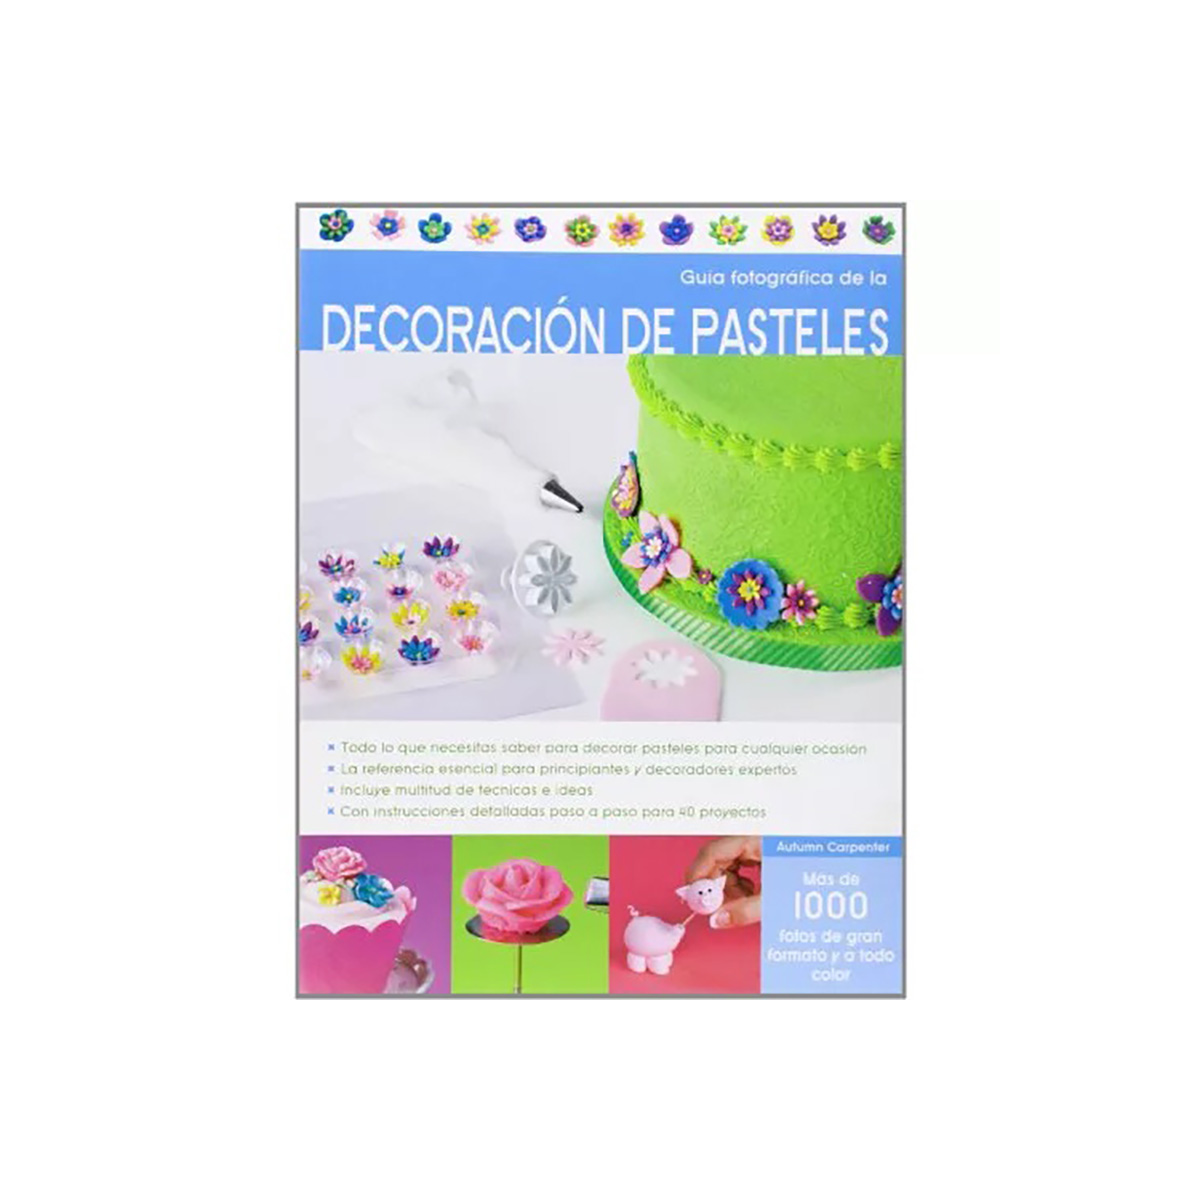 Guía fotográfica de la
DECORACIÓN DE PASTELES
Todo lo que necesitas saber para decorar pasteles para cualquier ocasión
La referencia esencial para principiantes y decoradores expertos
Incluye multitud de técnicas e ideas
Con instrucciones detalladas paso a paso para 40 proyectos
Autumn Carpenter
Más de
1000
fotos de gran
formato y a todo
color